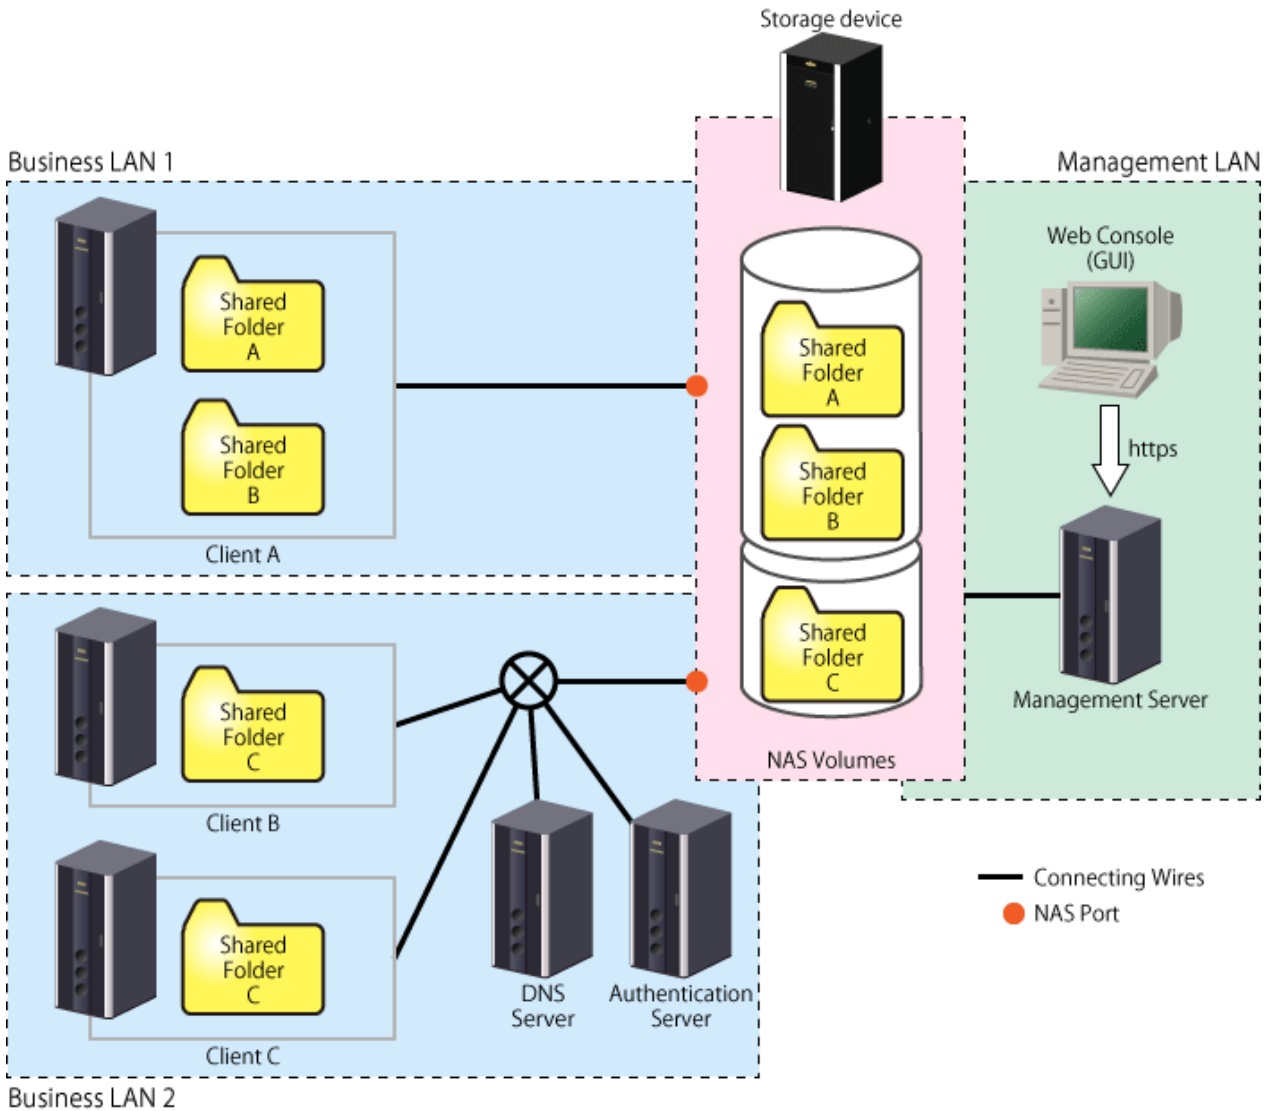 Storage device
Business LAN 1
Management LAN
Shared
Folder
A
Shared
Folder
B
Client A
Shared
Folder
A
Shared
Folder
B
Shared
Folder
C
NAS Volumes
Web Console
(GUI)
https
Management Server
Shared
Folder
C
Client B
Shared
Folder
C
Client C
DNS
Server
Authentication
Server
Connecting Wires
NAS Port
Business LAN 2